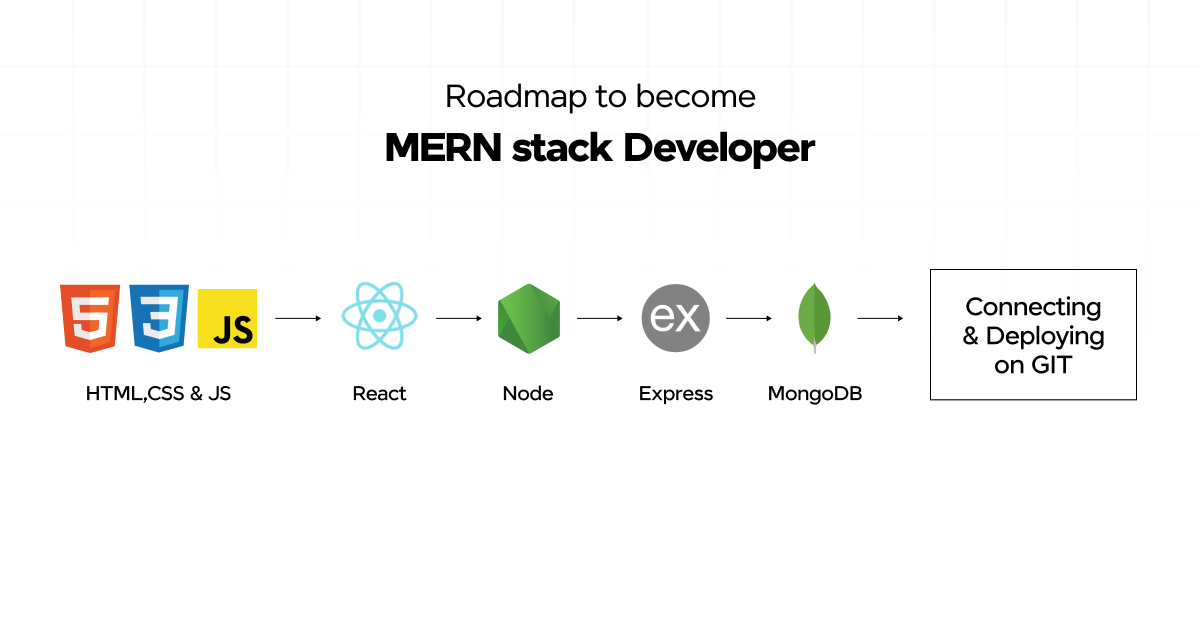 Roadmap to become
MERN stack Developer
5
3
JS
ex
HTML,CSS & JS
React
Node
Express
MongoDB
Connecting
& Deploying
on GIT